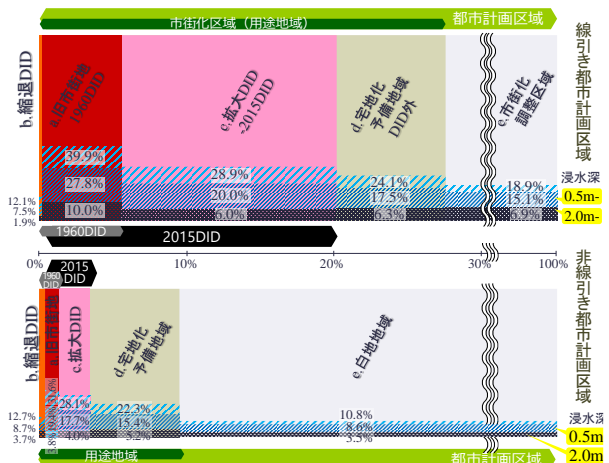 市街化区域（用途地域）
都市計画区域
線引き都市計画区域
b.縮退DID
a.旧市街地
1960DID
c.拡大DID
-2015DID
d.宅地化
予備地域
DID外
e.市街化
調整区域
39.9%
28.9%
24.1%
18.9%
浸水深
27.8%
20.0%
17.5%
15.1%
0.5m-
12.1%
7.5%
1.9%
10.0%
6.0%
6.3%
6.9%
2.0m-
1960DID
2015DID
0%
10%
20%
30%
100%
1960
DID
2015
DID
非線引き都市計画区域
b.縮退DID
a.旧市街地
c.拡大DID
d.宅地化
予備地域
e.白地地域
28.1%
22.3%
10.8%
浸水深
12.7%
8.7%
3.7%
17.7%
15.4%
8.6%
0.5m
4.0%
5.2%
3.5%
2.0m
用途地域
都市計画区域